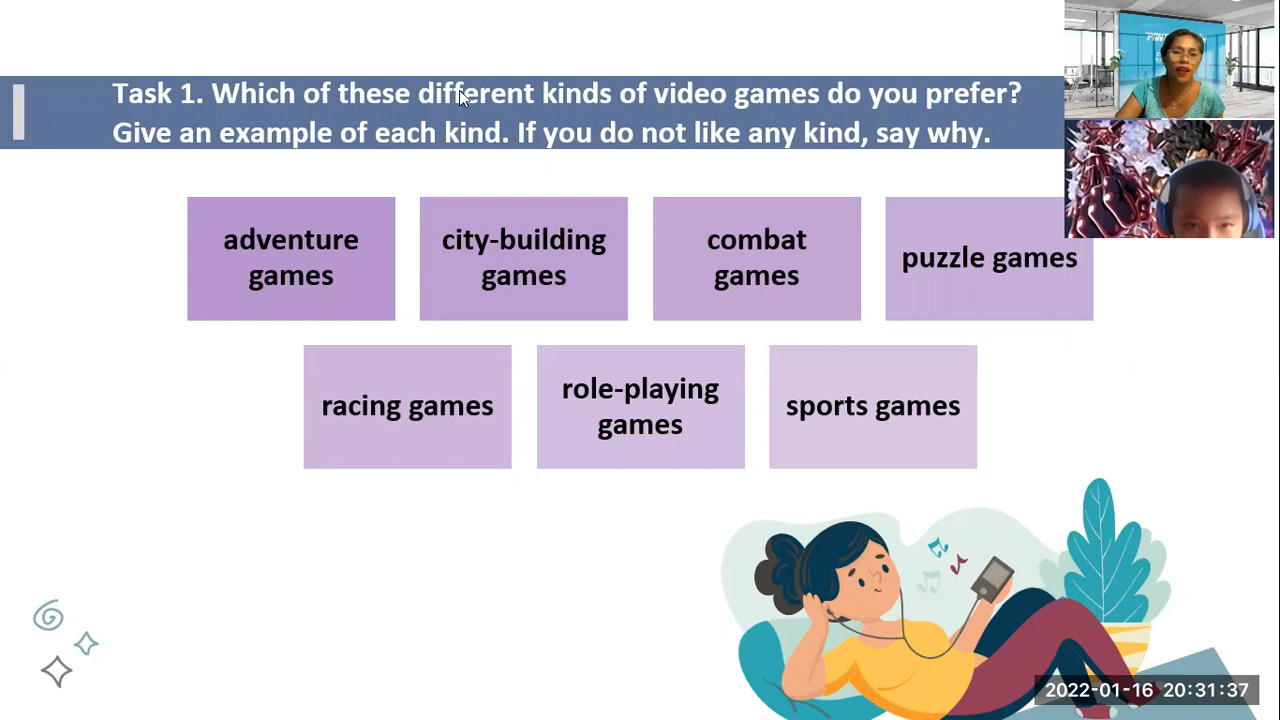 Task 1. Which of these different kinds of video games do you prefer?
Give an example of each kind. If you do not like any kind, say why.
adventure
games
city-building
games
combat
games
puzzle games
racing games
role-playing
games
sports games
2022-01-16 20:31:37